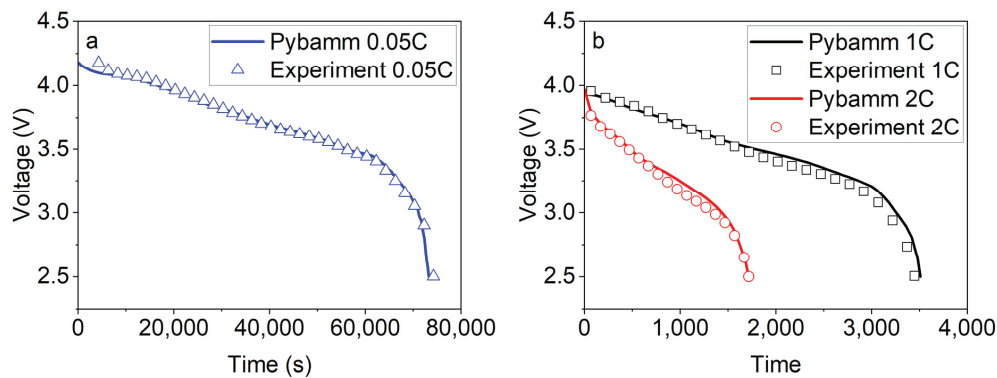 a
Pybamm 0.05C
Experiment 0.05C
4.5
4.0
3.5
3.0
2.5
Voltage (V)
0
20,000
40,000
60,000
80,000
Time (s)
b
Pybamm 1C
Experiment 1C
Pybamm 2C
Experiment 2C
4.5
4.0
3.5
3.0
2.5
Voltage (V)
0
1,000
2,000
3,000
4,000
Time